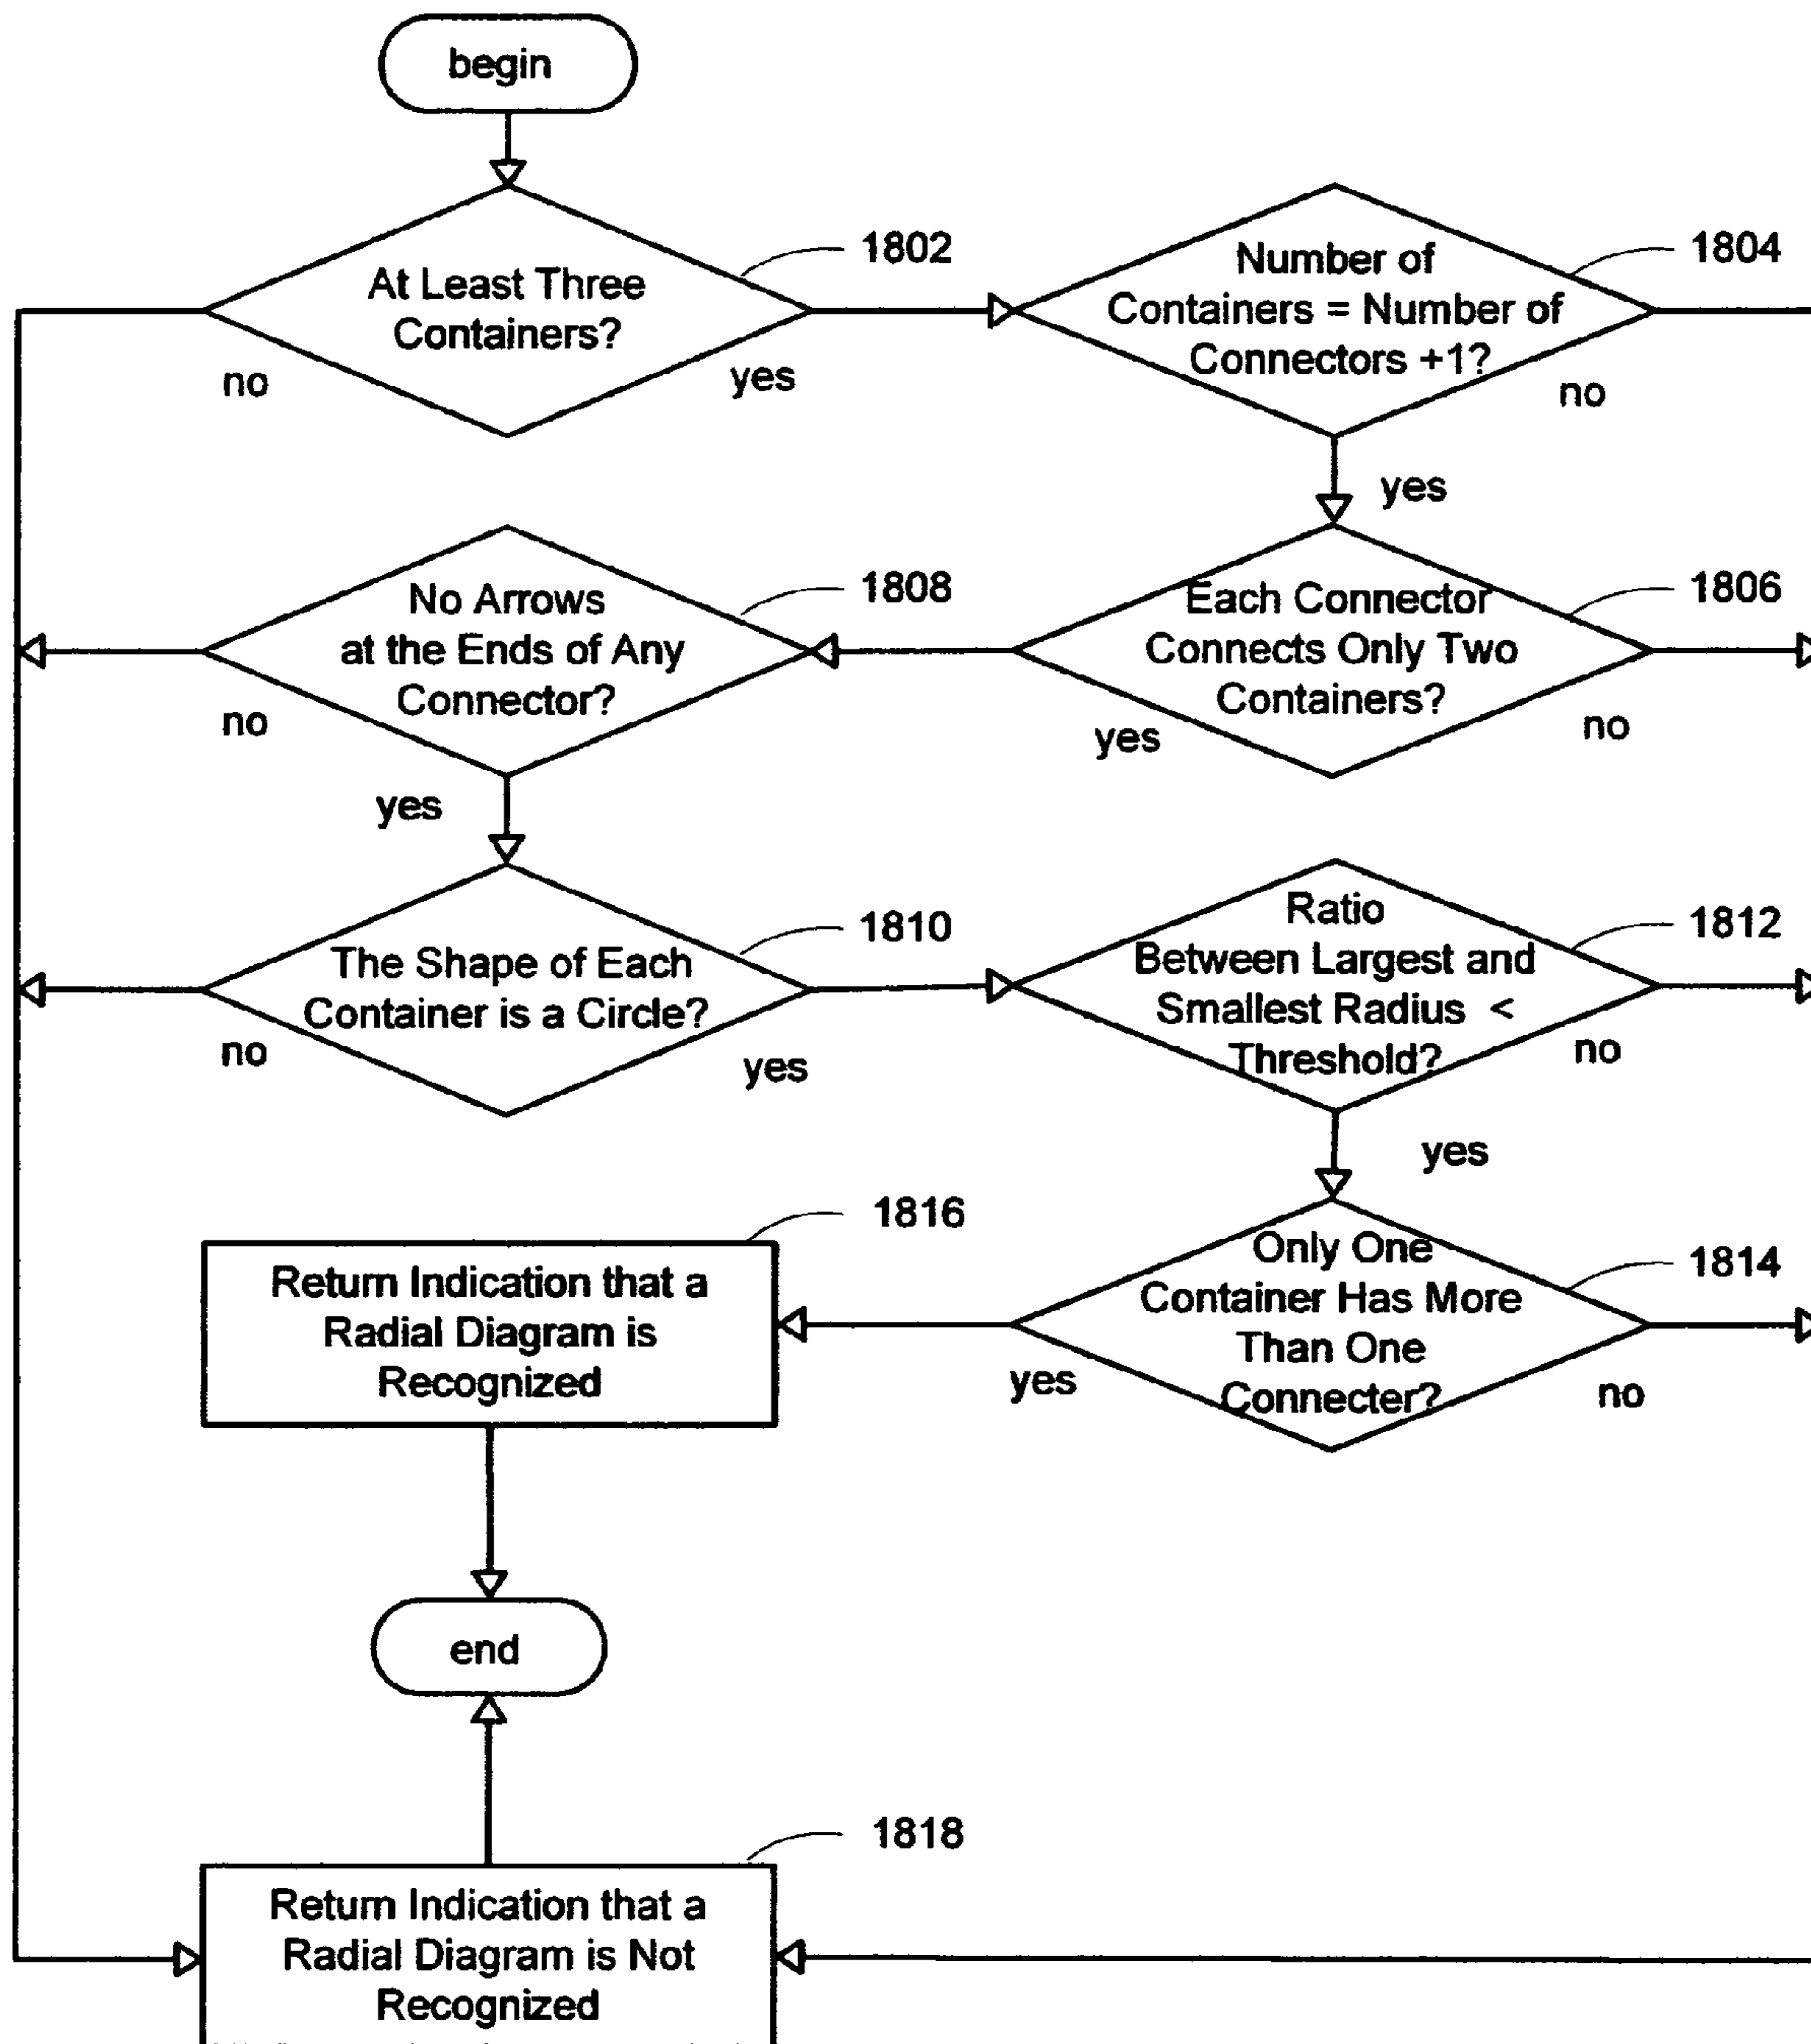 begin
1802
At Least Three
Containers?
no
yes
1804
Number of
Containers = Number of
Connectors +1?
no
yes
1806
Each Connector
Connects Only Two
Containers?
yes
no
1808
No Arrows
at the Ends of Any
Connector?
no
yes
1810
The Shape of Each
Container is a Circle?
no
yes
1812
Ratio
Between Largest and
Smallest Radius <
Threshold?
no
yes
1814
Only One
Container Has More
Than One
Connecter?
yes
no
1816
Return Indication that a
Radial Diagram is
Recognized
end
1818
Return Indication that a
Radial Diagram is Not
Recognized